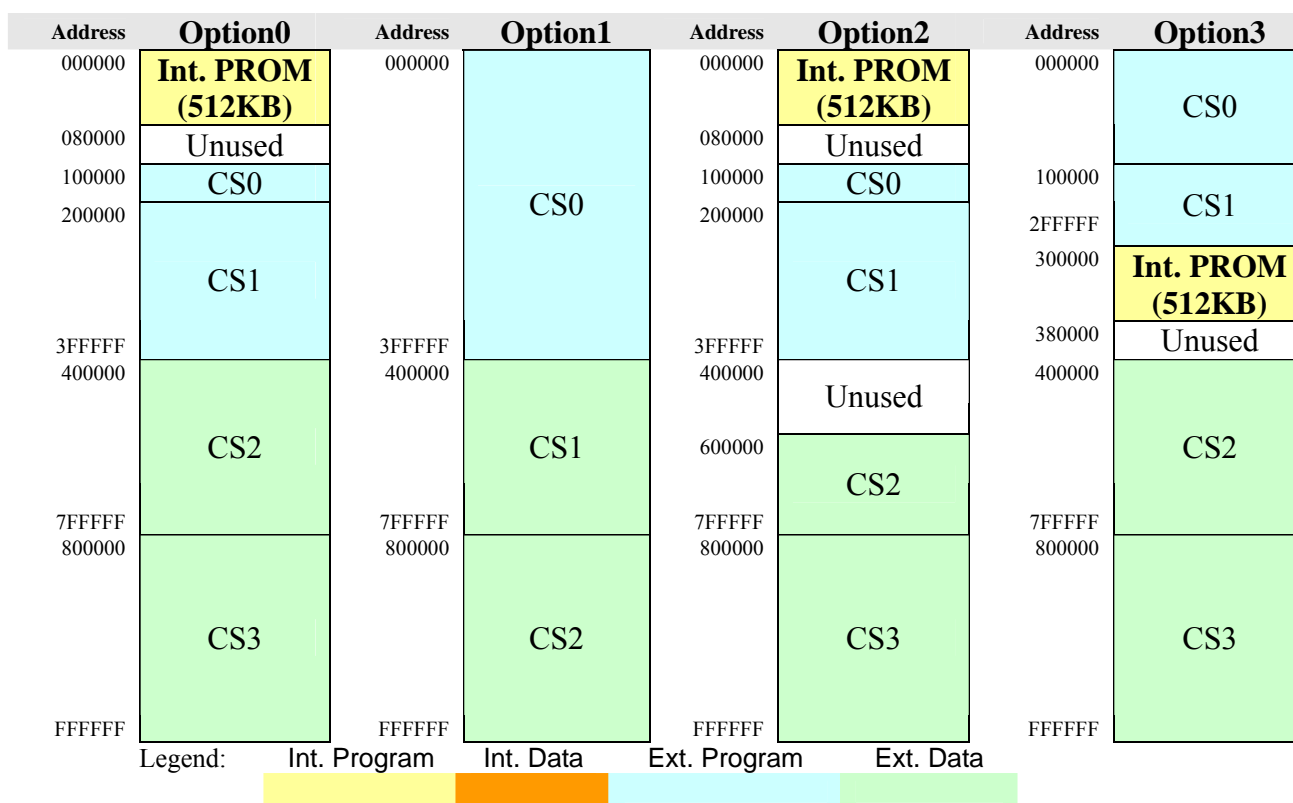 Address Option0 Address Option1 Address Option2 Address Option3
000000 Int. PROM 000000 000000 Int. PROM 000000
(512KB) (512KB) CS0
080000 Unused 080000 Unused
100000 CS0 100000 CS0 100000
200000 CS0 200000 CS1
2FFFFF
300000 Int. PROM
CS1 CS1 (512KB)
380000 Unused
3FFFFF 3FFFFF 3FFFFF
400000 400000 400000 400000
Unused
CS2 CS1 600000 CS2
CS2
7FFFFF 7FFFFF 7FFFFF 7FFFFF
800000 800000 800000 800000
CS3 CS2 CS3 CS3
FFFFFF FFFFFF FFFFFF FFFFFF
Legend: Int. Program Int. Data Ext. Program Ext. Data